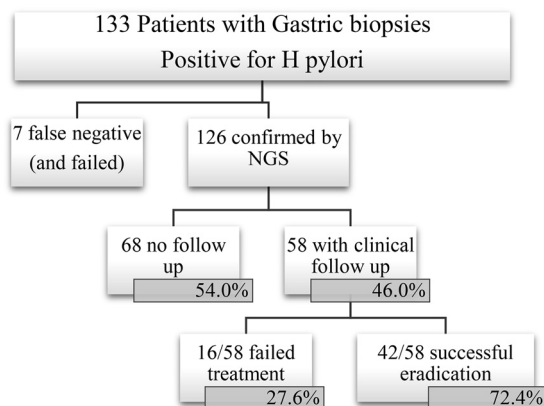 133 Patients with Gastric biopsies
Positive for H pylori
7 false negative
(and failed)
126 confirmed by
NGS
68 no follow
up
54.0%
58 with clinical
follow up
46.0%
16/58 failed
treatment
27.6%
42/58 successful
eradication
72.4%